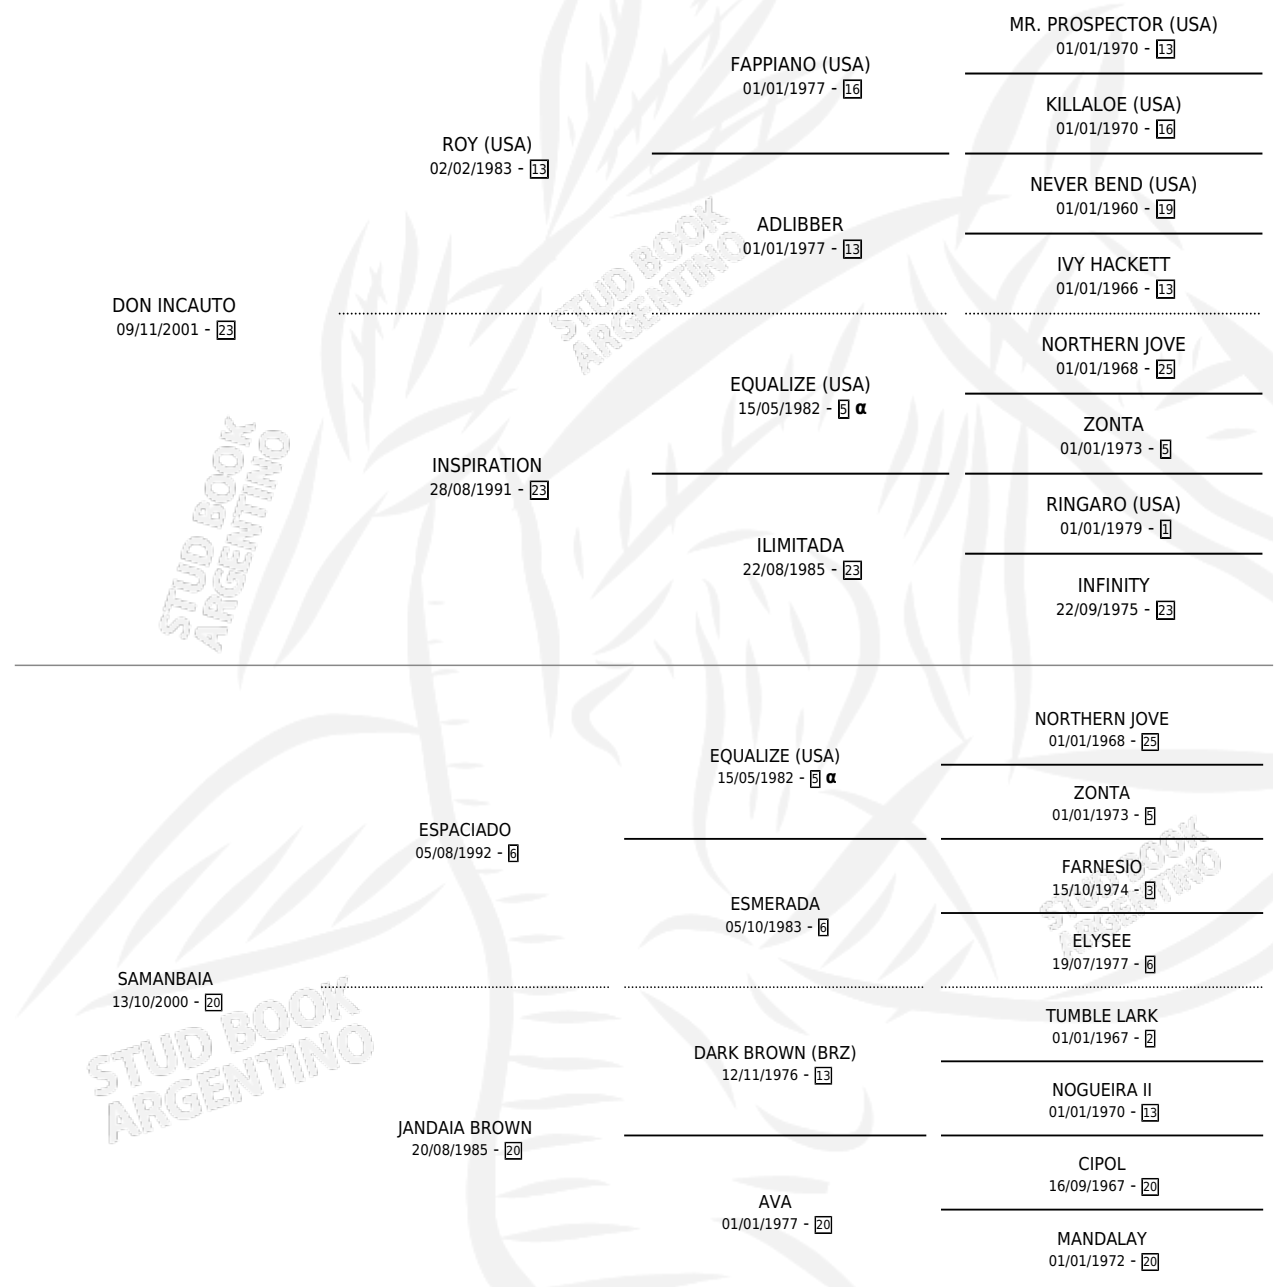 MR. PROSPECTOR (USA)
01/01/1970 - 13
FAPPIANO (USA)
01/01/1977 - 16
KILLALOE (USA)
01/01/1970 - 16
ROY (USA)
02/02/1983 - 13
NEVER BEND (USA)
01/01/1960 - 19
ADLIBBER
01/01/1977 - 13
IVY HACKETT
01/01/1966 - 13
DON INCAUTO
09/11/2001 - 23
NORTHERN JOVE
01/01/1968 - 25
EQUALIZE (USA)
15/05/1982 - 5 α
ZONTA
01/01/1973 - 5
INSPIRATION
28/08/1991 - 23
RINGARO (USA)
01/01/1979 - 1
ILIMITADA
22/08/1985 - 23
INFINITY
22/09/1975 - 23
NORTHERN JOVE
01/01/1968 - 25
EQUALIZE (USA)
15/05/1982 - 5 α
ZONTA
01/01/1973 - 5
ESPACIADO
05/08/1992 - 6
FARNESIO
15/10/1974 - 3
ESMERADA
05/10/1983 - 6
ELYSEE
19/07/1977 - 6
SAMANBAIA
13/10/2000 - 20
TUMBLE LARK
01/01/1967 - 2
DARK BROWN (BRZ)
12/11/1976 - 13
NOGUEIRA II
01/01/1970 - 13
JANDAIA BROWN
20/08/1985 - 20
CIPOL
16/09/1967 - 20
AVA
01/01/1977 - 20
MANDALAY
01/01/1972 - 20
STUD BOOK
ARGENTINO
STUD BOOK
ARGENTINO
STUD BOOK
ARGENTINO
STUD BOOK
ARGENTINO